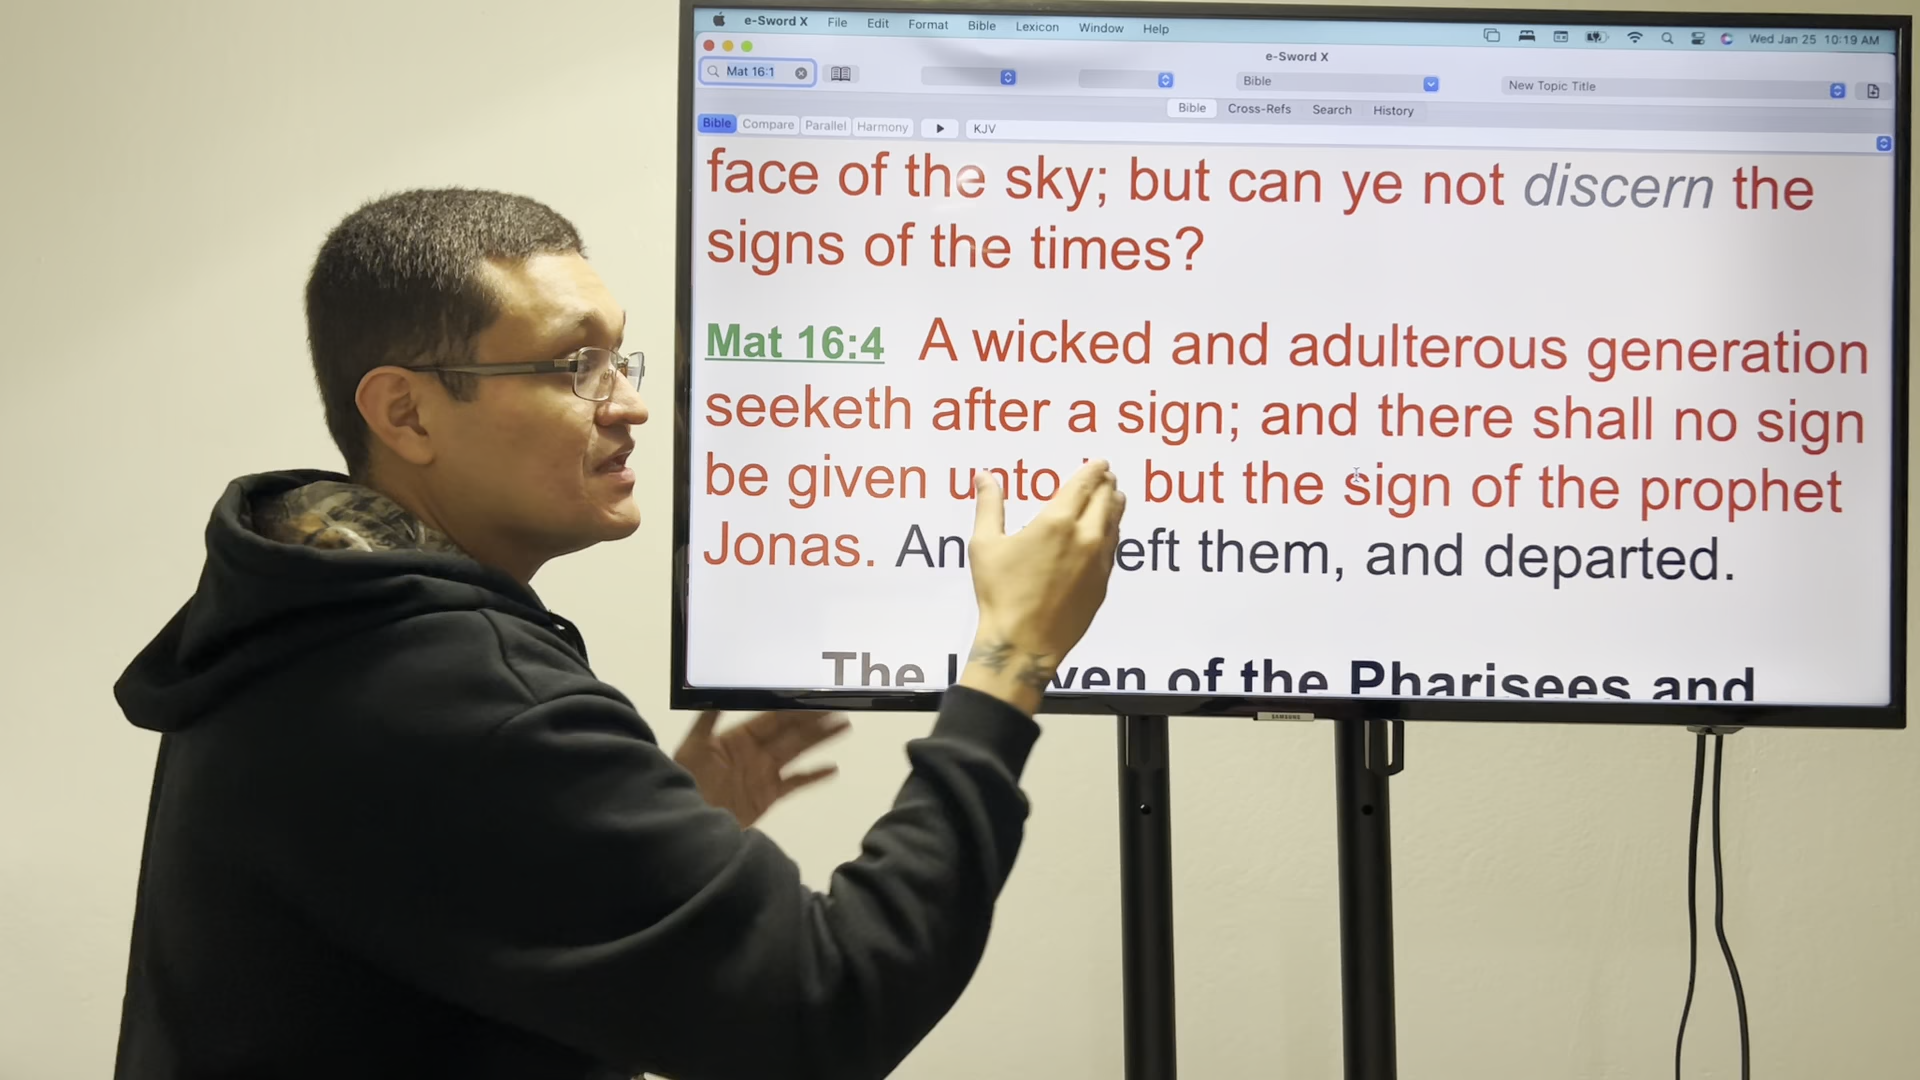 e-Sword X File Edit Format Bible Lexicon Window Help Wed Jan 25 10:19 AM
e-Sword X
Mat 16:1 Bible New Topic Title
Bible Cross-Refs Search History
Bible Compare Parallel Harmony KJV
face of the sky; but can ye not discern the
signs of the times?
Mat 16:4 A wicked and adulterous generation
seeketh after a sign; and there shall no sign
be given unto but the sign of the prophet
Jonas. An eft them, and departed.
The L ven of the Pharisees and
SAMSUNG